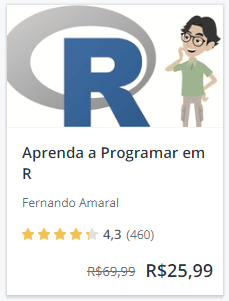 R
Aprenda a Programar em
R
Fernando Amaral
4,3 (460)
R$69,99 R$25,99